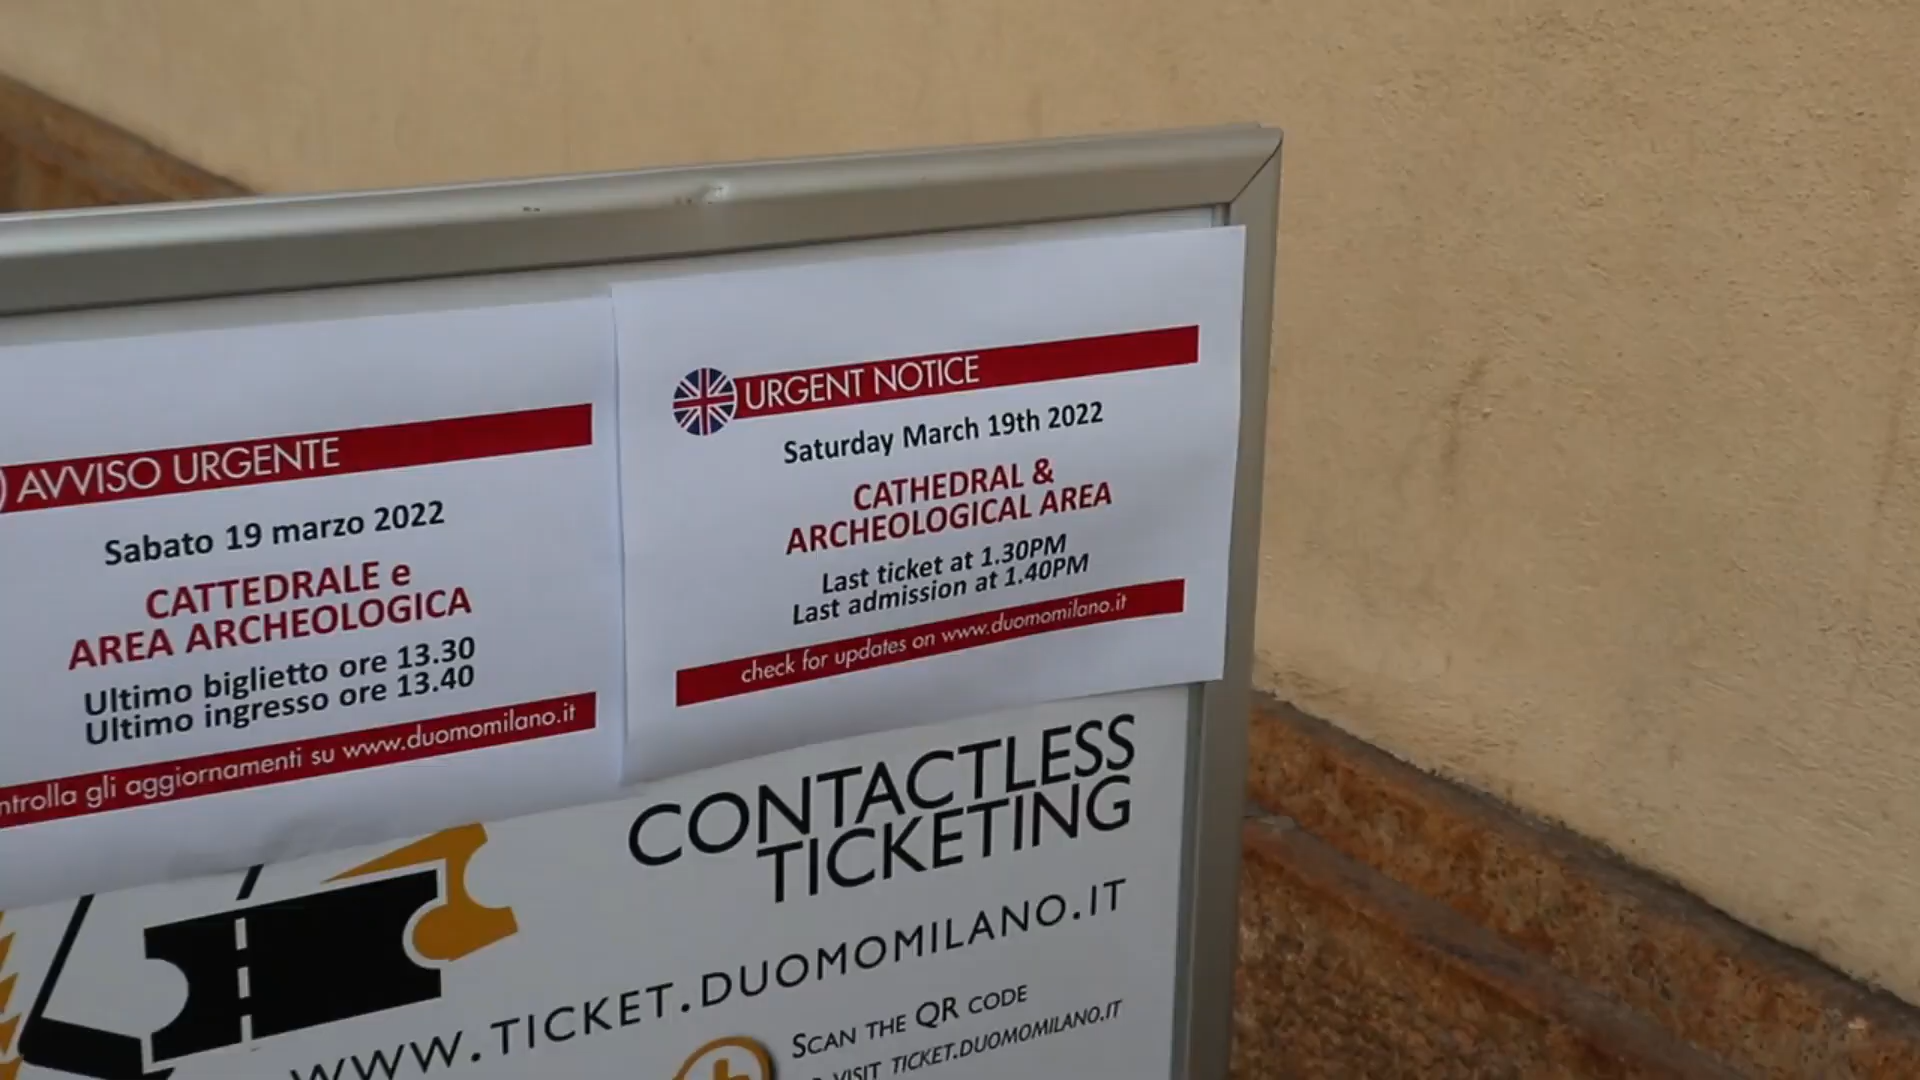 AVVISO URGENTE
Sabato 19 marzo 2022
CATTEDRALE e
AREA ARCHEOLOGICA
Ultimo biglietto ore 13.30
Ultimo ingresso ore 13.40
gli aggiornamenti su www.duomomilano.it
URGENT NOTICE
Saturday March 19th 2022
CATHEDRAL &
ARCHEOLOGICAL AREA
Last ticket at 1.30PM
Last admission at 1.40PM
check for updates on www.duomomilano.it
CONTACTLESS
TICKETING
WWW.TICKET.DUOMOMILANO.IT
SCAN THE QR CODE
VISIT TICKET.DUOMOMILANO.IT